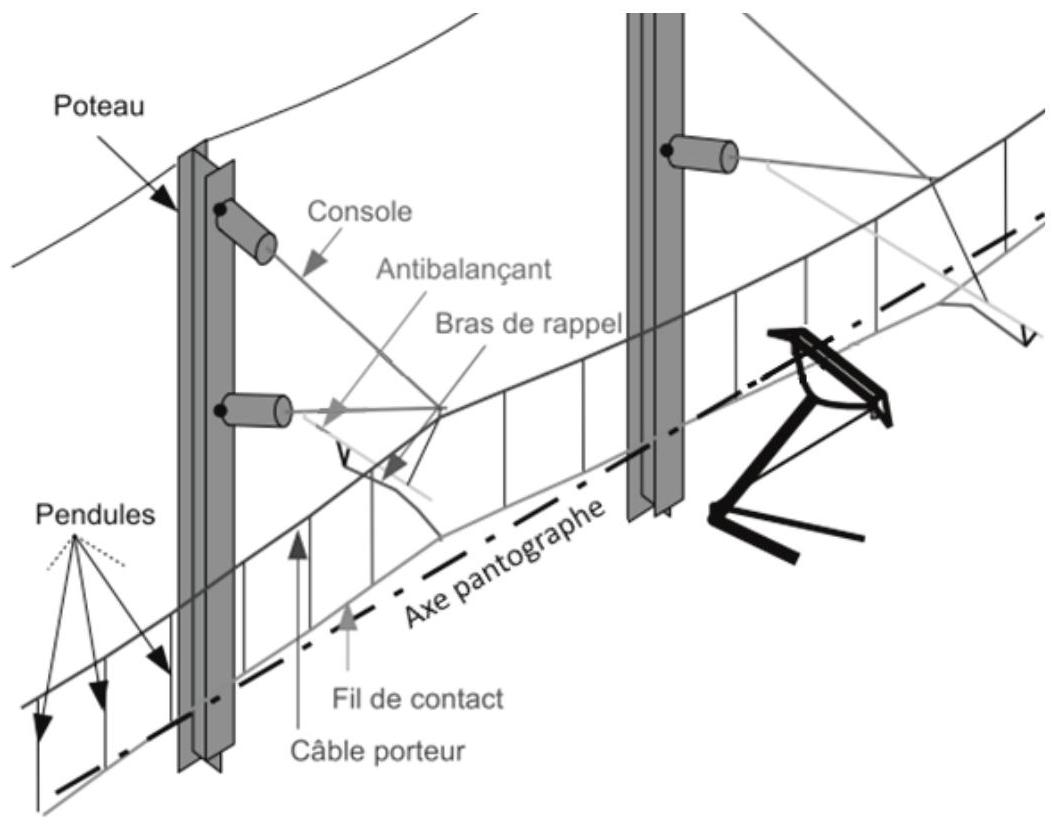 Poteau
Console
Antibalançant
Bras de rappel
Pendules
Axe pantographe
Fil de contact
Câble porteur